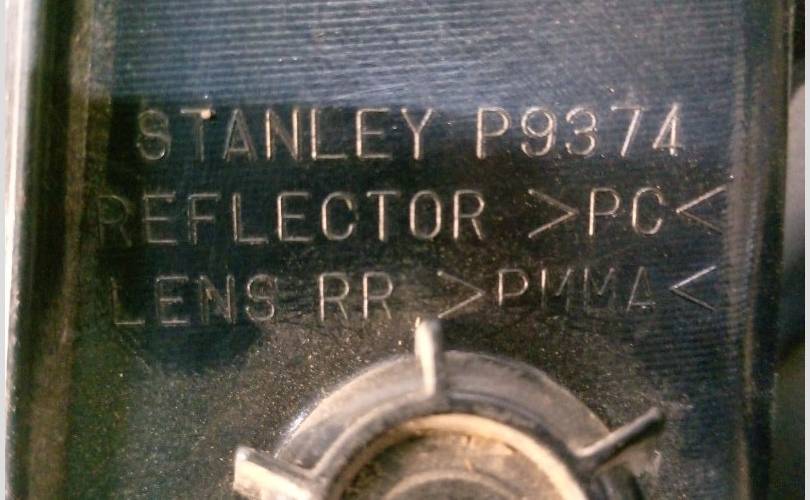 STANLEY P9374
REFLECTOR >PC<
LENS RR >PMMA<